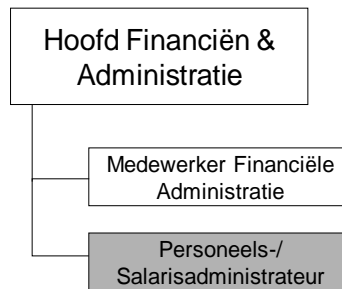 Hoofd Financiën &
Administratie
Medewerker Financiële
Administratie
Personeels-/
Salarisadministrateur